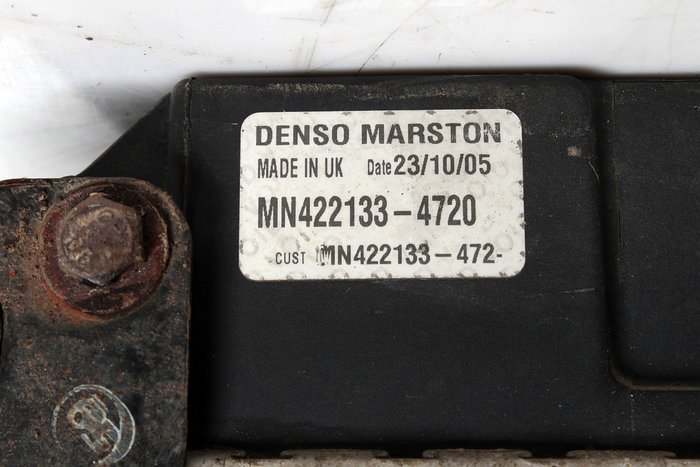 DENSO MARSTON
MADE IN UK Date 23/10/05
MN422133-4720
CUST MN422133-472-